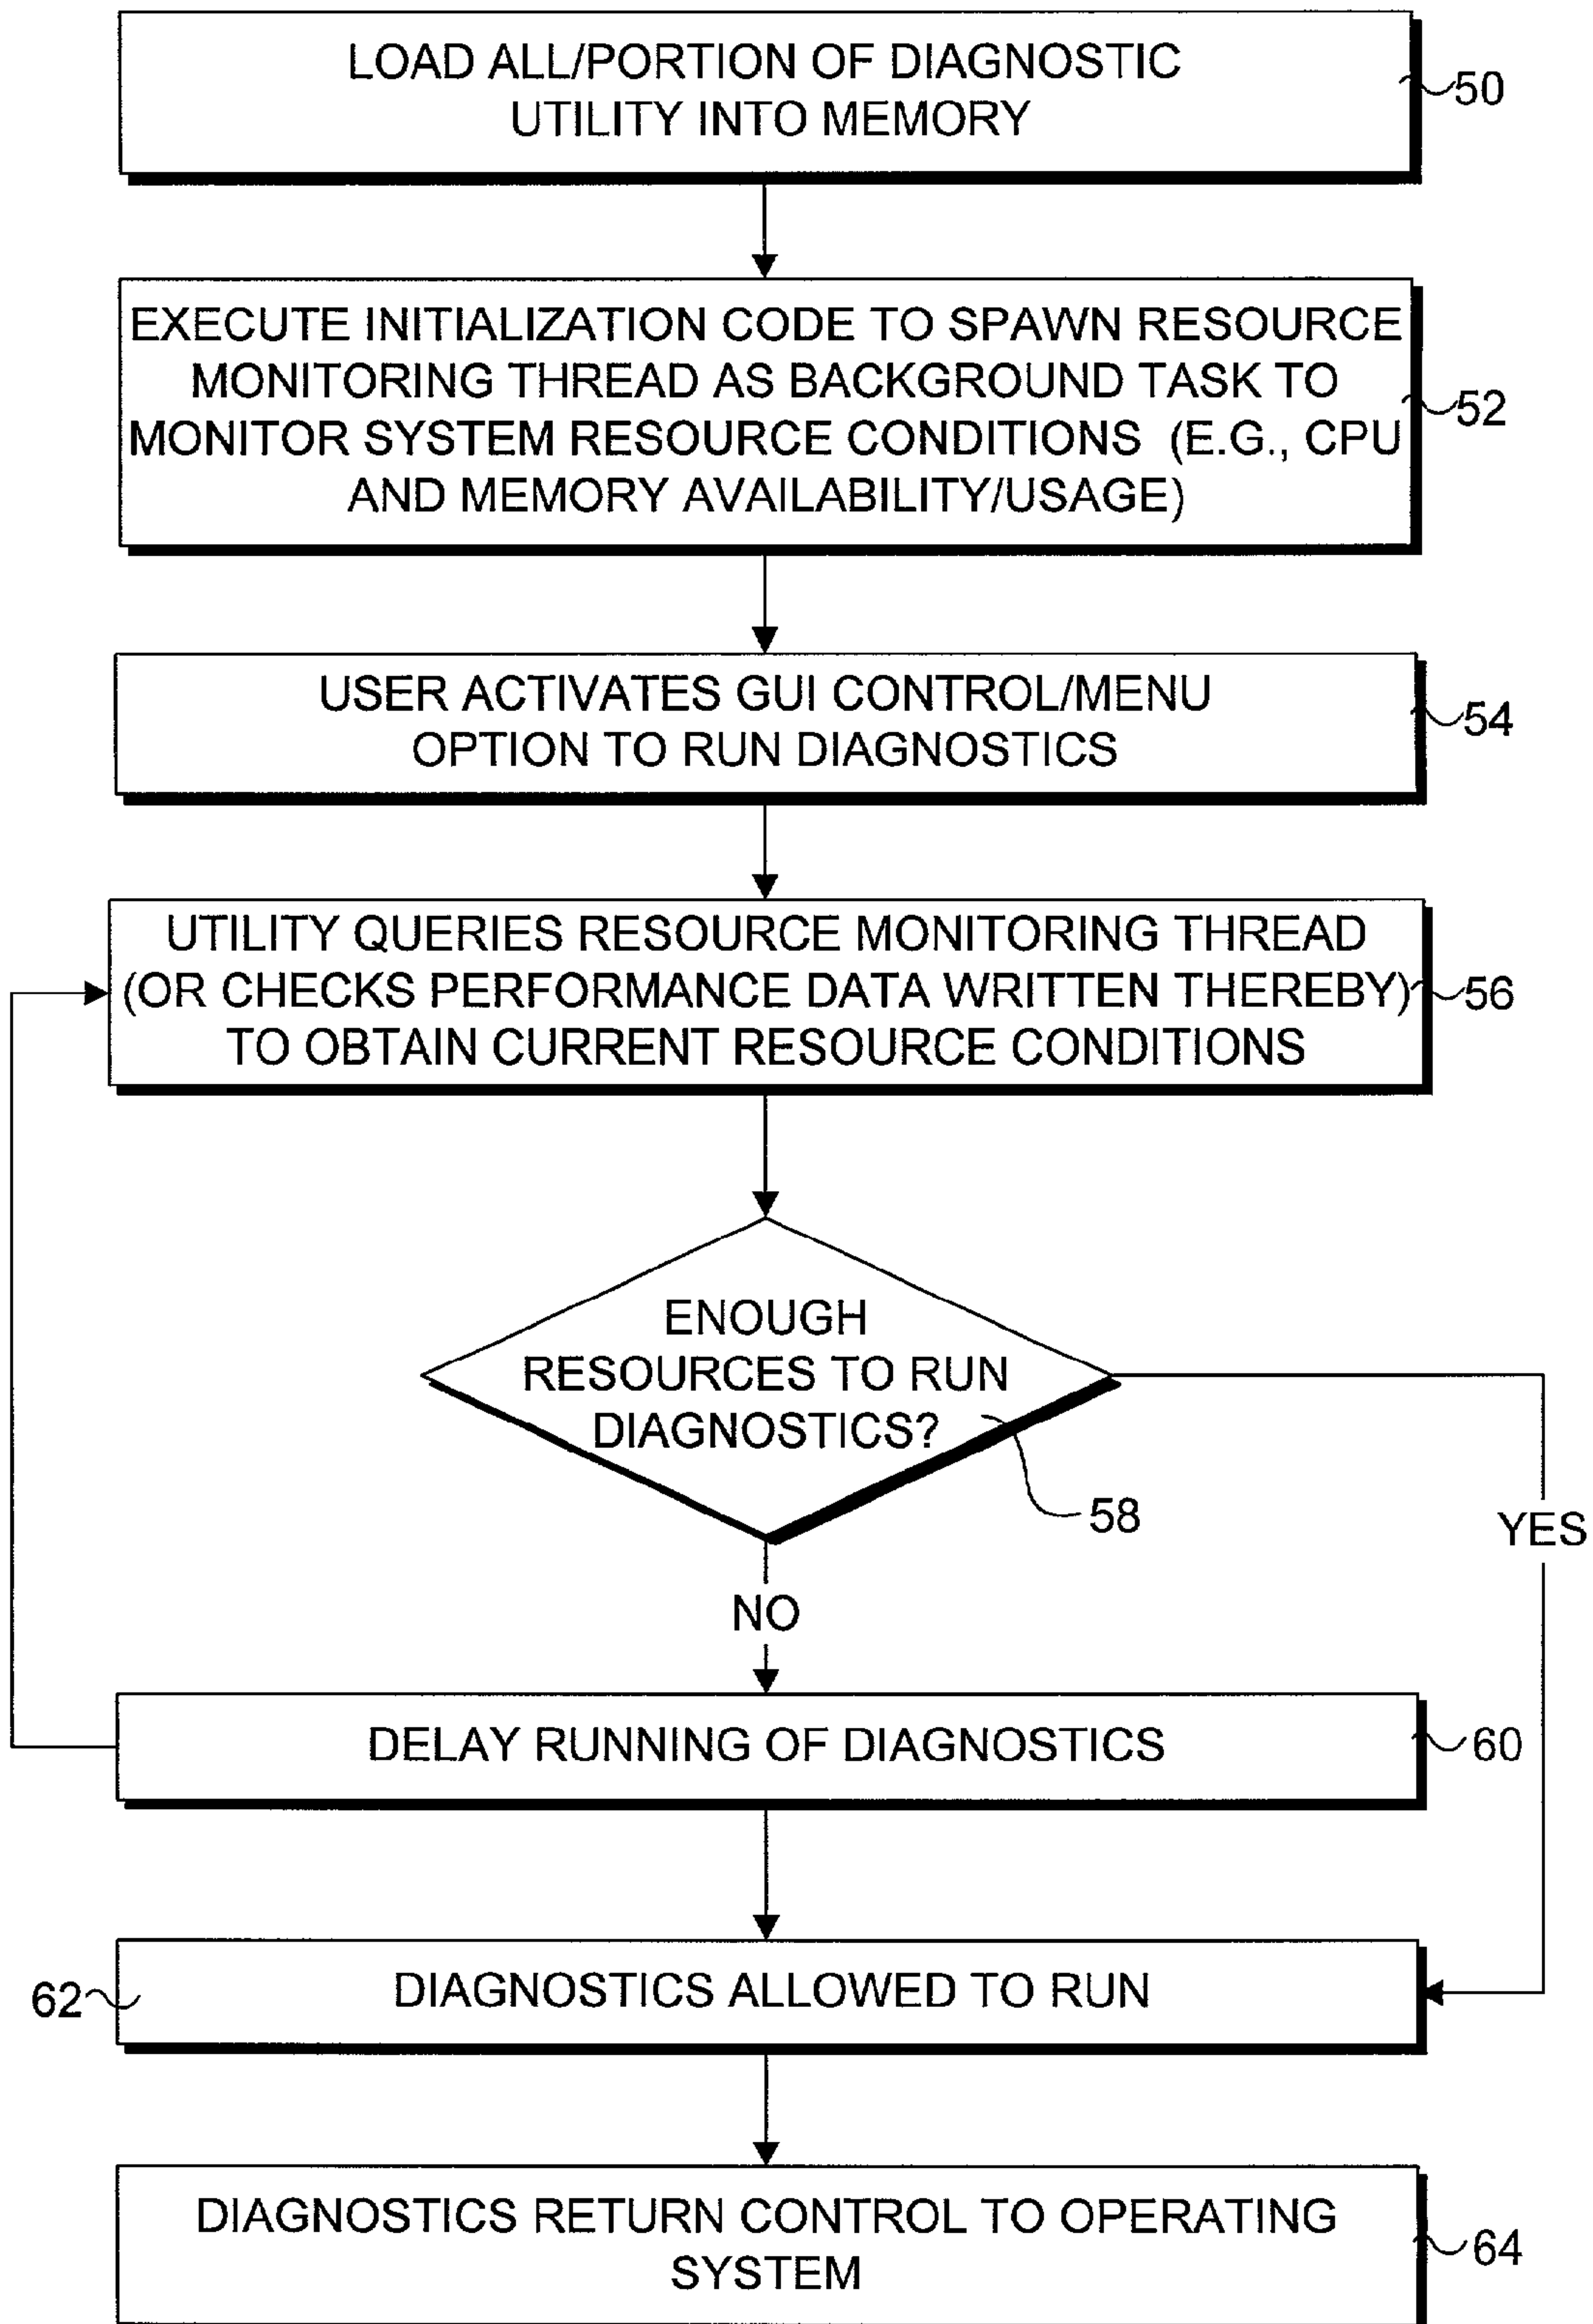 LOAD ALL/PORTION OF DIAGNOSTIC
UTILITY INTO MEMORY
50
EXECUTE INITIALIZATION CODE TO SPAWN RESOURCE
MONITORING THREAD AS BACKGROUND TASK TO
MONITOR SYSTEM RESOURCE CONDITIONS (E.G., CPU
AND MEMORY AVAILABILITY/USAGE)
52
USER ACTIVATES GUI CONTROL/MENU
OPTION TO RUN DIAGNOSTICS
54
UTILITY QUERIES RESOURCE MONITORING THREAD
(OR CHECKS PERFORMANCE DATA WRITTEN THEREBY)
TO OBTAIN CURRENT RESOURCE CONDITIONS
56
ENOUGH
RESOURCES TO RUN
DIAGNOSTICS?
58
YES
NO
DELAY RUNNING OF DIAGNOSTICS
60
62
DIAGNOSTICS ALLOWED TO RUN
DIAGNOSTICS RETURN CONTROL TO OPERATING
SYSTEM
64